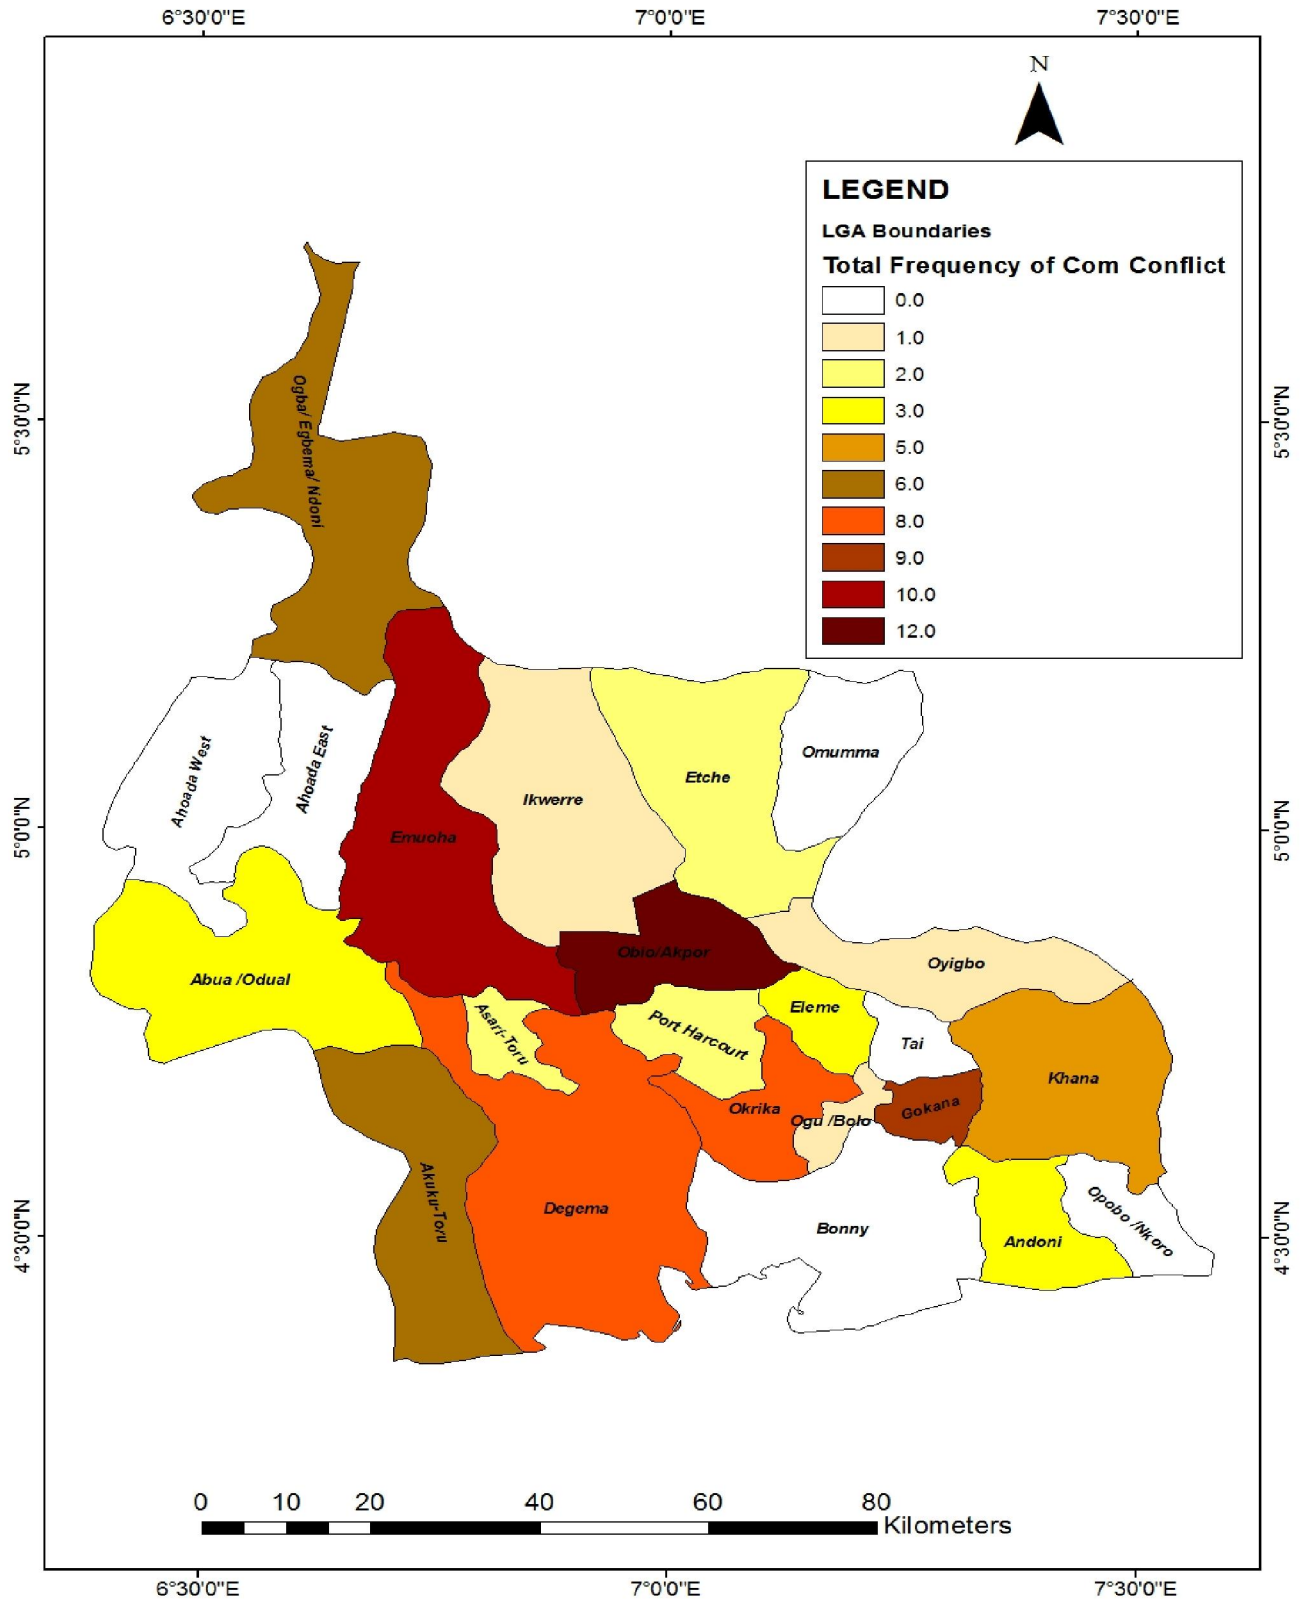 6°30'0"E 7°0'0"E 7°30'0"E
N
LEGEND
LGA Boundaries
Total Frequency of Com Conflict
0.0
1.0
2.0
3.0
5.0
6.0
8.0
9.0
10.0
12.0
5°30'0"N
5°30'0"N
Ogba/ Egbema/ Ndoni
Ahoada West
Ahoada East
Omumma
Etche
Ikwerre
Emuoha
5°0'0"N
5°0'0"N
Obio/Akpor
Oyigbo
Abua /Odual
Eleme
Asari-Toru
Port Harcourt
Tai
Khana
Okrika
Ogu /Bolo
Gokana
Akuku-Toru
Degema
Bonny
Andoni
Opobo /Nkoro
4°30'0"N
4°30'0"N
0 10 20 40 60 80
Kilometers
6°30'0"E 7°0'0"E 7°30'0"E